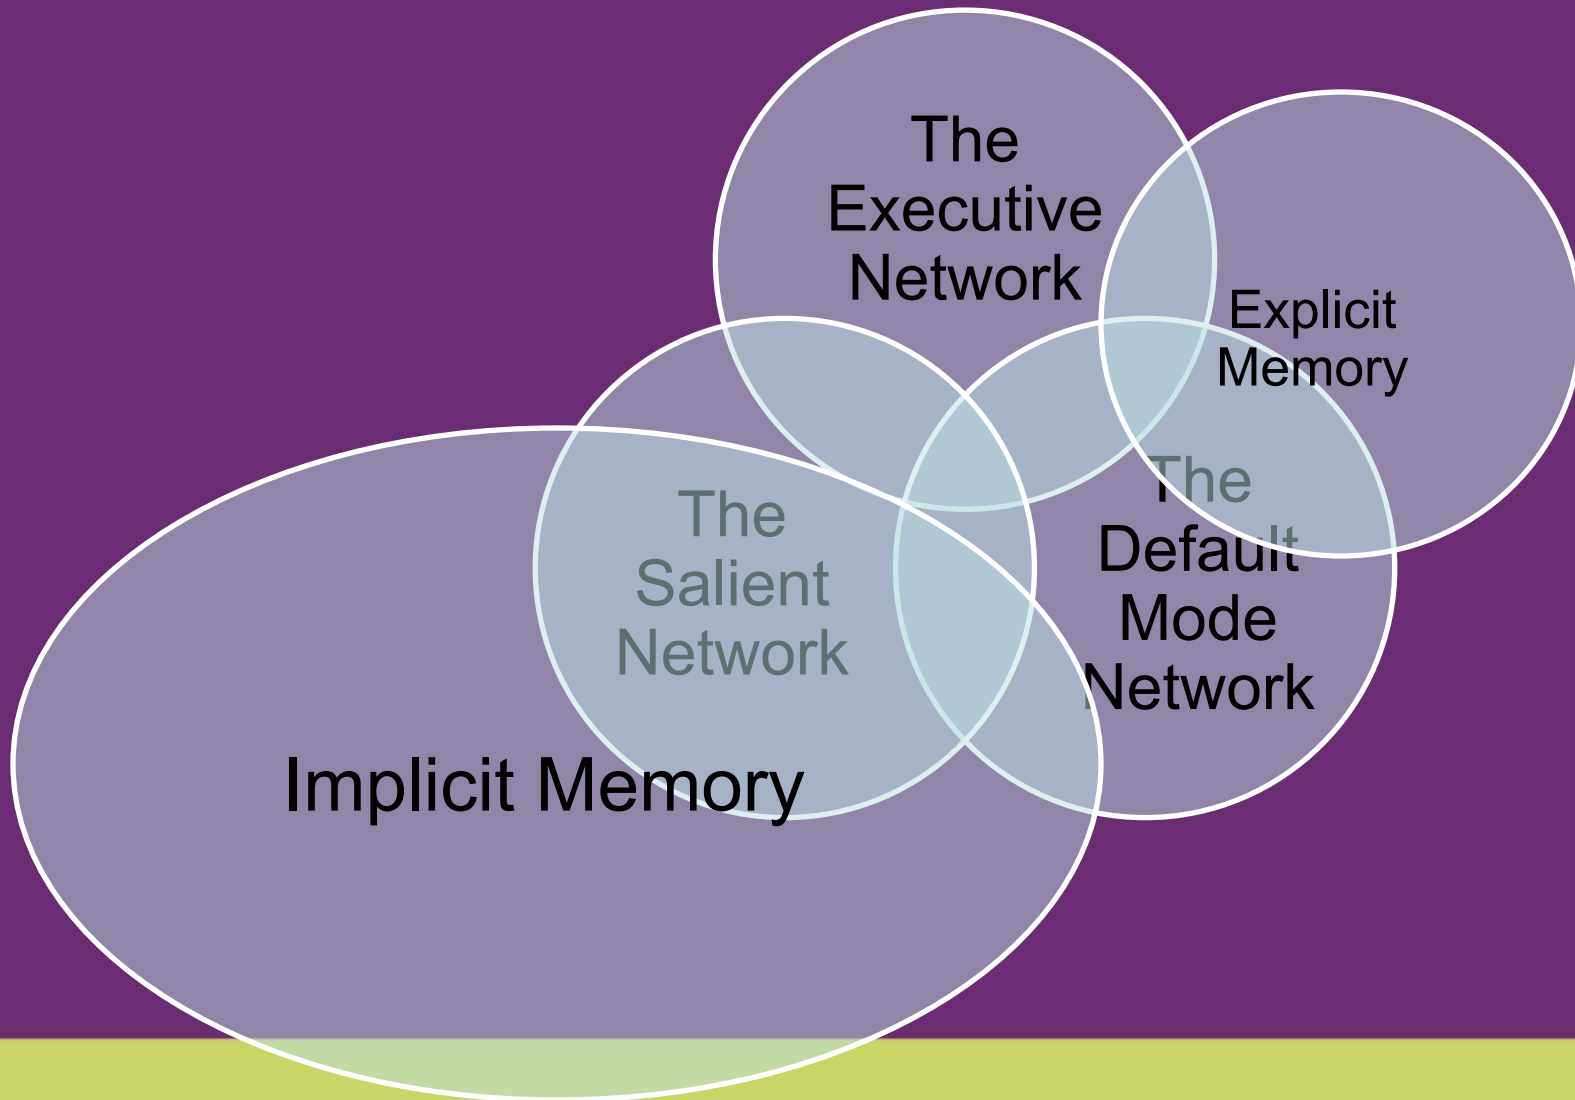 The
Executive
Network
Explicit
Memory
The
Salient
Network
The
Default
Mode
Network
Implicit Memory